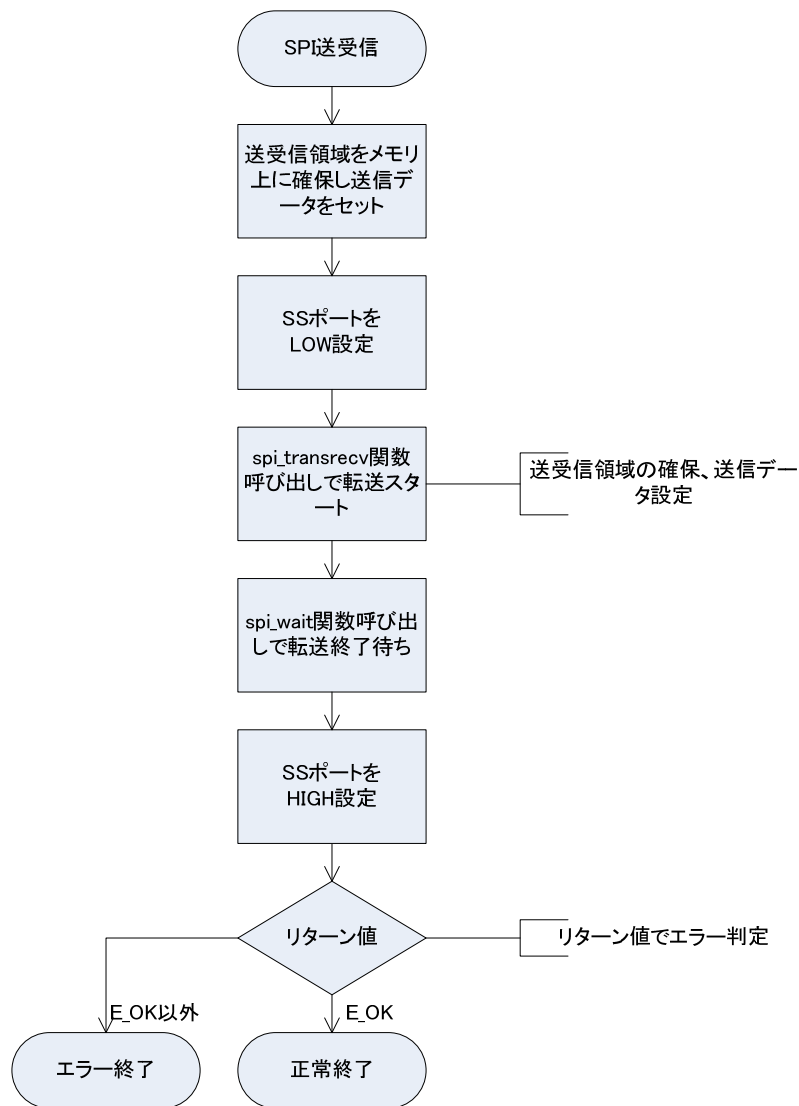 SPI送受信
送受信領域をメモリ
上に確保し送信デ
ータをセット
SSポートを
LOW設定
spi_transrecv関数
呼び出しで転送スタ
ート
送受信領域の確保、送信デー
タ設定
spi_wait関数呼び出
しで転送終了待ち
SSポートを
HIGH設定
リターン値
リターン値でエラー判定
E_OK以外
E_OK
エラー終了
正常終了